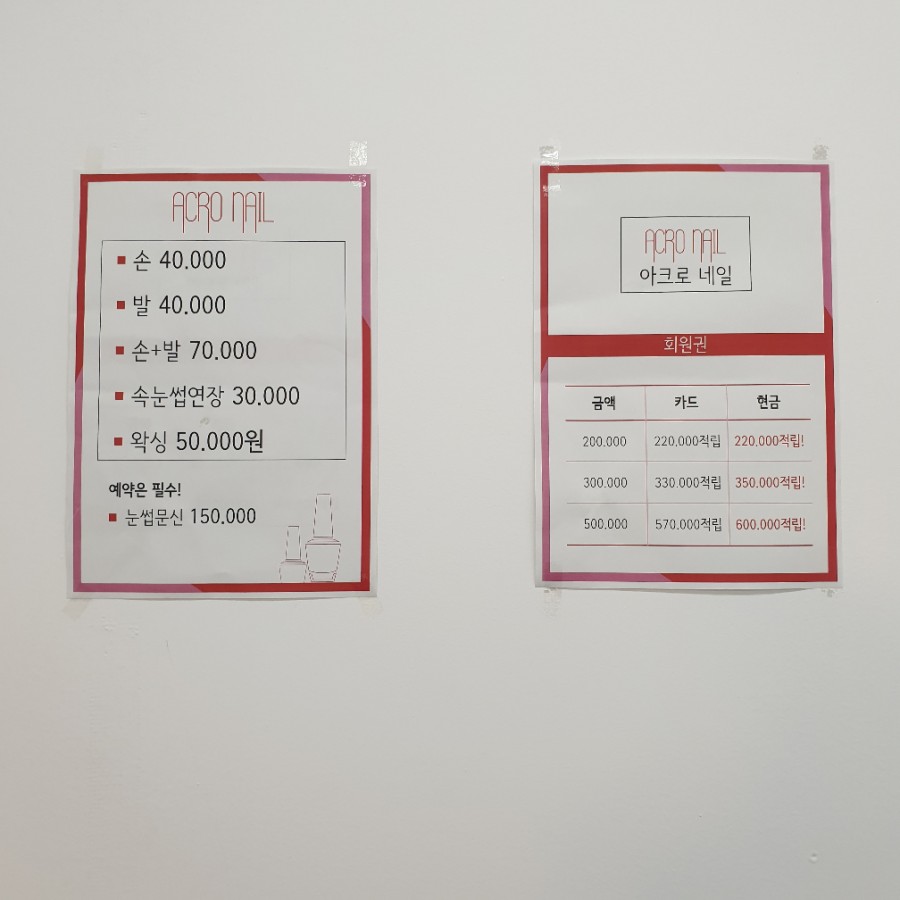 ACRO NAIL
손 40.000
발 40.000
손+발 70.000
속눈썹연장 30.000
왁싱 50.000원
예약은 필수!
눈썹문신 150.000
ACRO NAIL
아크로 네일
회원권
금액 카드 현금
200.000 220.000적립 220.000적립!
300.000 330.000적립 350.000적립!
500.000 570.000적립 600.000적립!